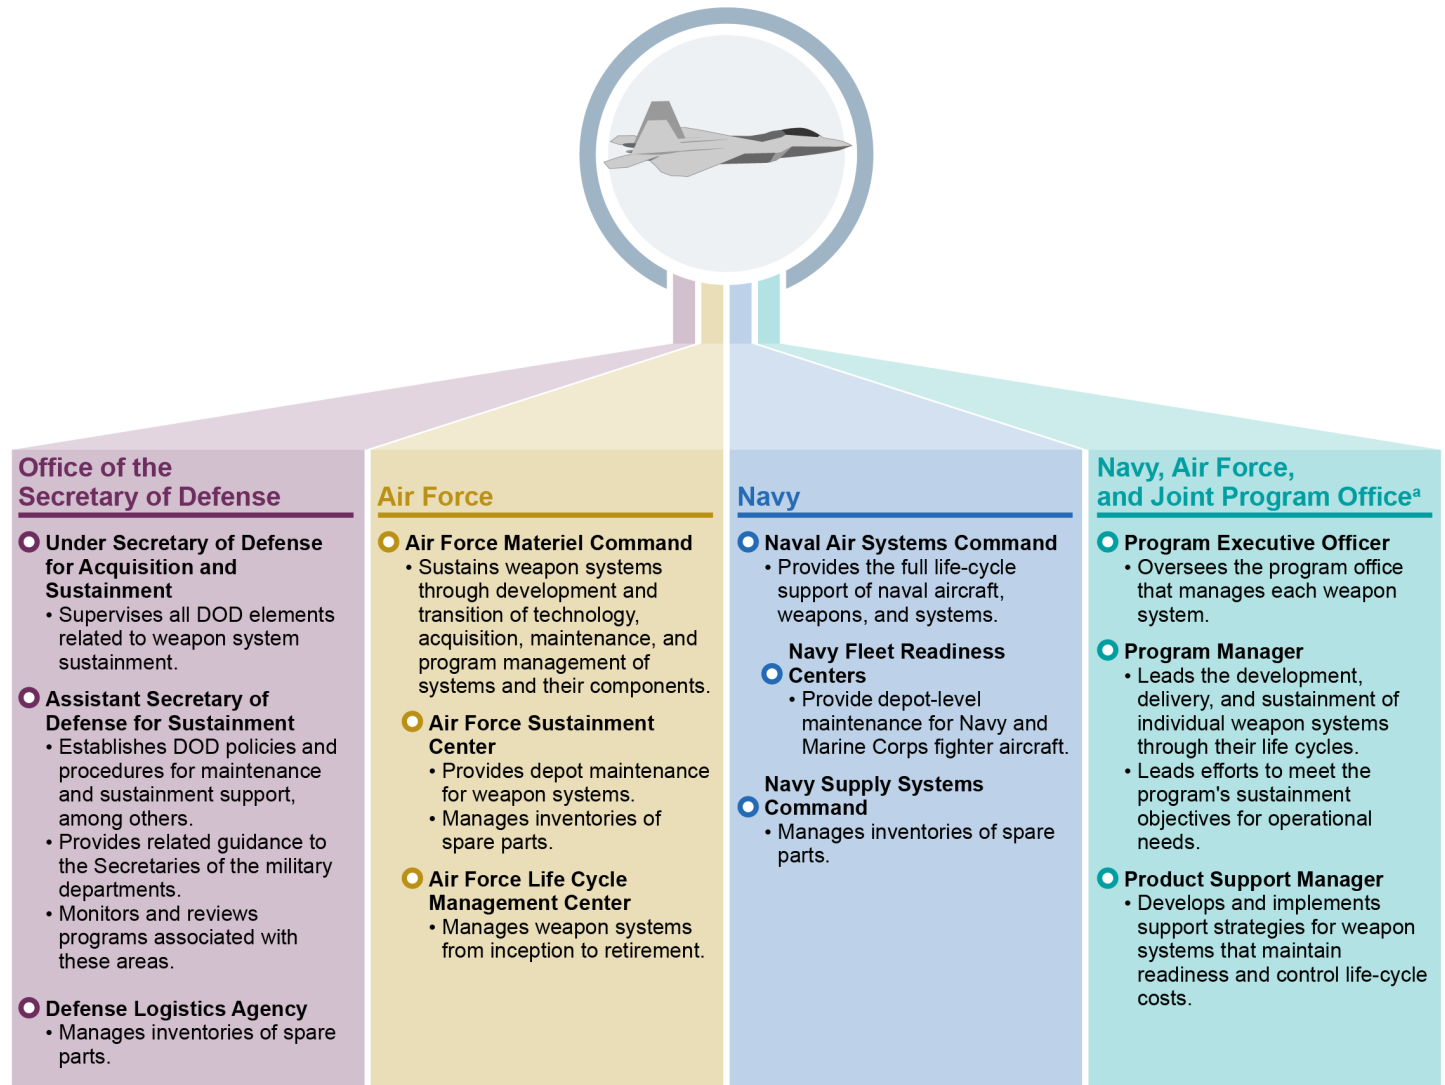 Office of the
Secretary of Defense
Under Secretary of Defense
for Acquisition and
Sustainment
• Supervises all DOD elements
related to weapon system
sustainment.
Assistant Secretary of
Defense for Sustainment
• Establishes DOD policies and
procedures for maintenance
and sustainment support,
among others.
• Provides related guidance to
the Secretaries of the military
departments.
• Monitors and reviews
programs associated with
these areas.
Defense Logistics Agency
• Manages inventories of spare
parts.
Air Force
Air Force Materiel Command
• Sustains weapon systems
through development and
transition of technology,
acquisition, maintenance, and
program management of
systems and their components.
Air Force Sustainment
Center
• Provides depot maintenance
for weapon systems.
• Manages inventories of
spare parts.
Air Force Life Cycle
Management Center
• Manages weapon systems
from inception to retirement.
Navy
Naval Air Systems Command
• Provides the full life-cycle
support of naval aircraft,
weapons, and systems.
Navy Fleet Readiness
Centers
• Provide depot-level
maintenance for Navy and
Marine Corps fighter aircraft.
Navy Supply Systems
Command
• Manages inventories of spare
parts.
Navy, Air Force,
and Joint Program Officeᵃ
Program Executive Officer
• Oversees the program office
that manages each weapon
system.
Program Manager
• Leads the development,
delivery, and sustainment of
individual weapon systems
through their life cycles.
• Leads efforts to meet the
program's sustainment
objectives for operational
needs.
Product Support Manager
• Develops and implements
support strategies for weapon
systems that maintain
readiness and control life-cycle
costs.